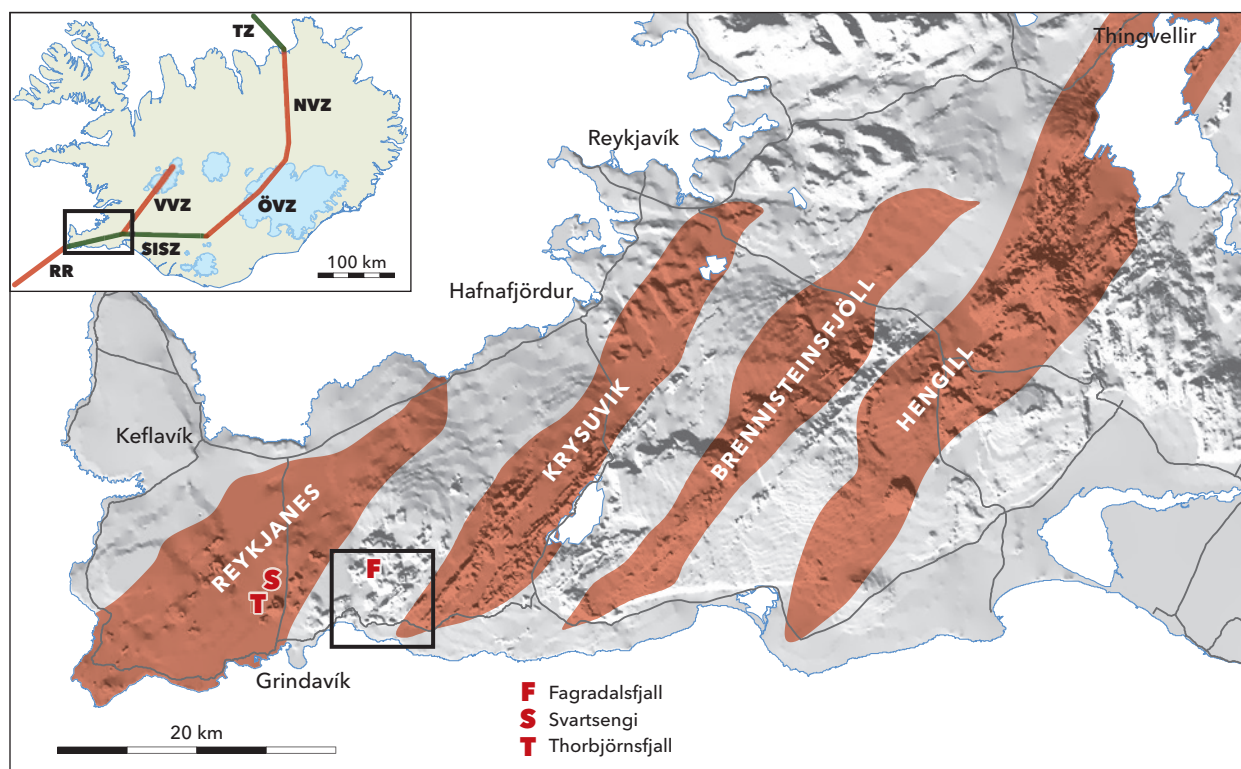 TZ
NVZ
VVZ
ÖVZ
SISZ
RR
100 km
Thingvellir
Reykjavík
Hafnafjördur
Keflavík
REYKJANES
KRYSUVIK
BRENNISTEINSFJÖLL
HENGILL
F
S
T
Grindavík
F Fagradalsfjall
S Svartsengi
T Thorbjörnsfjall
20 km